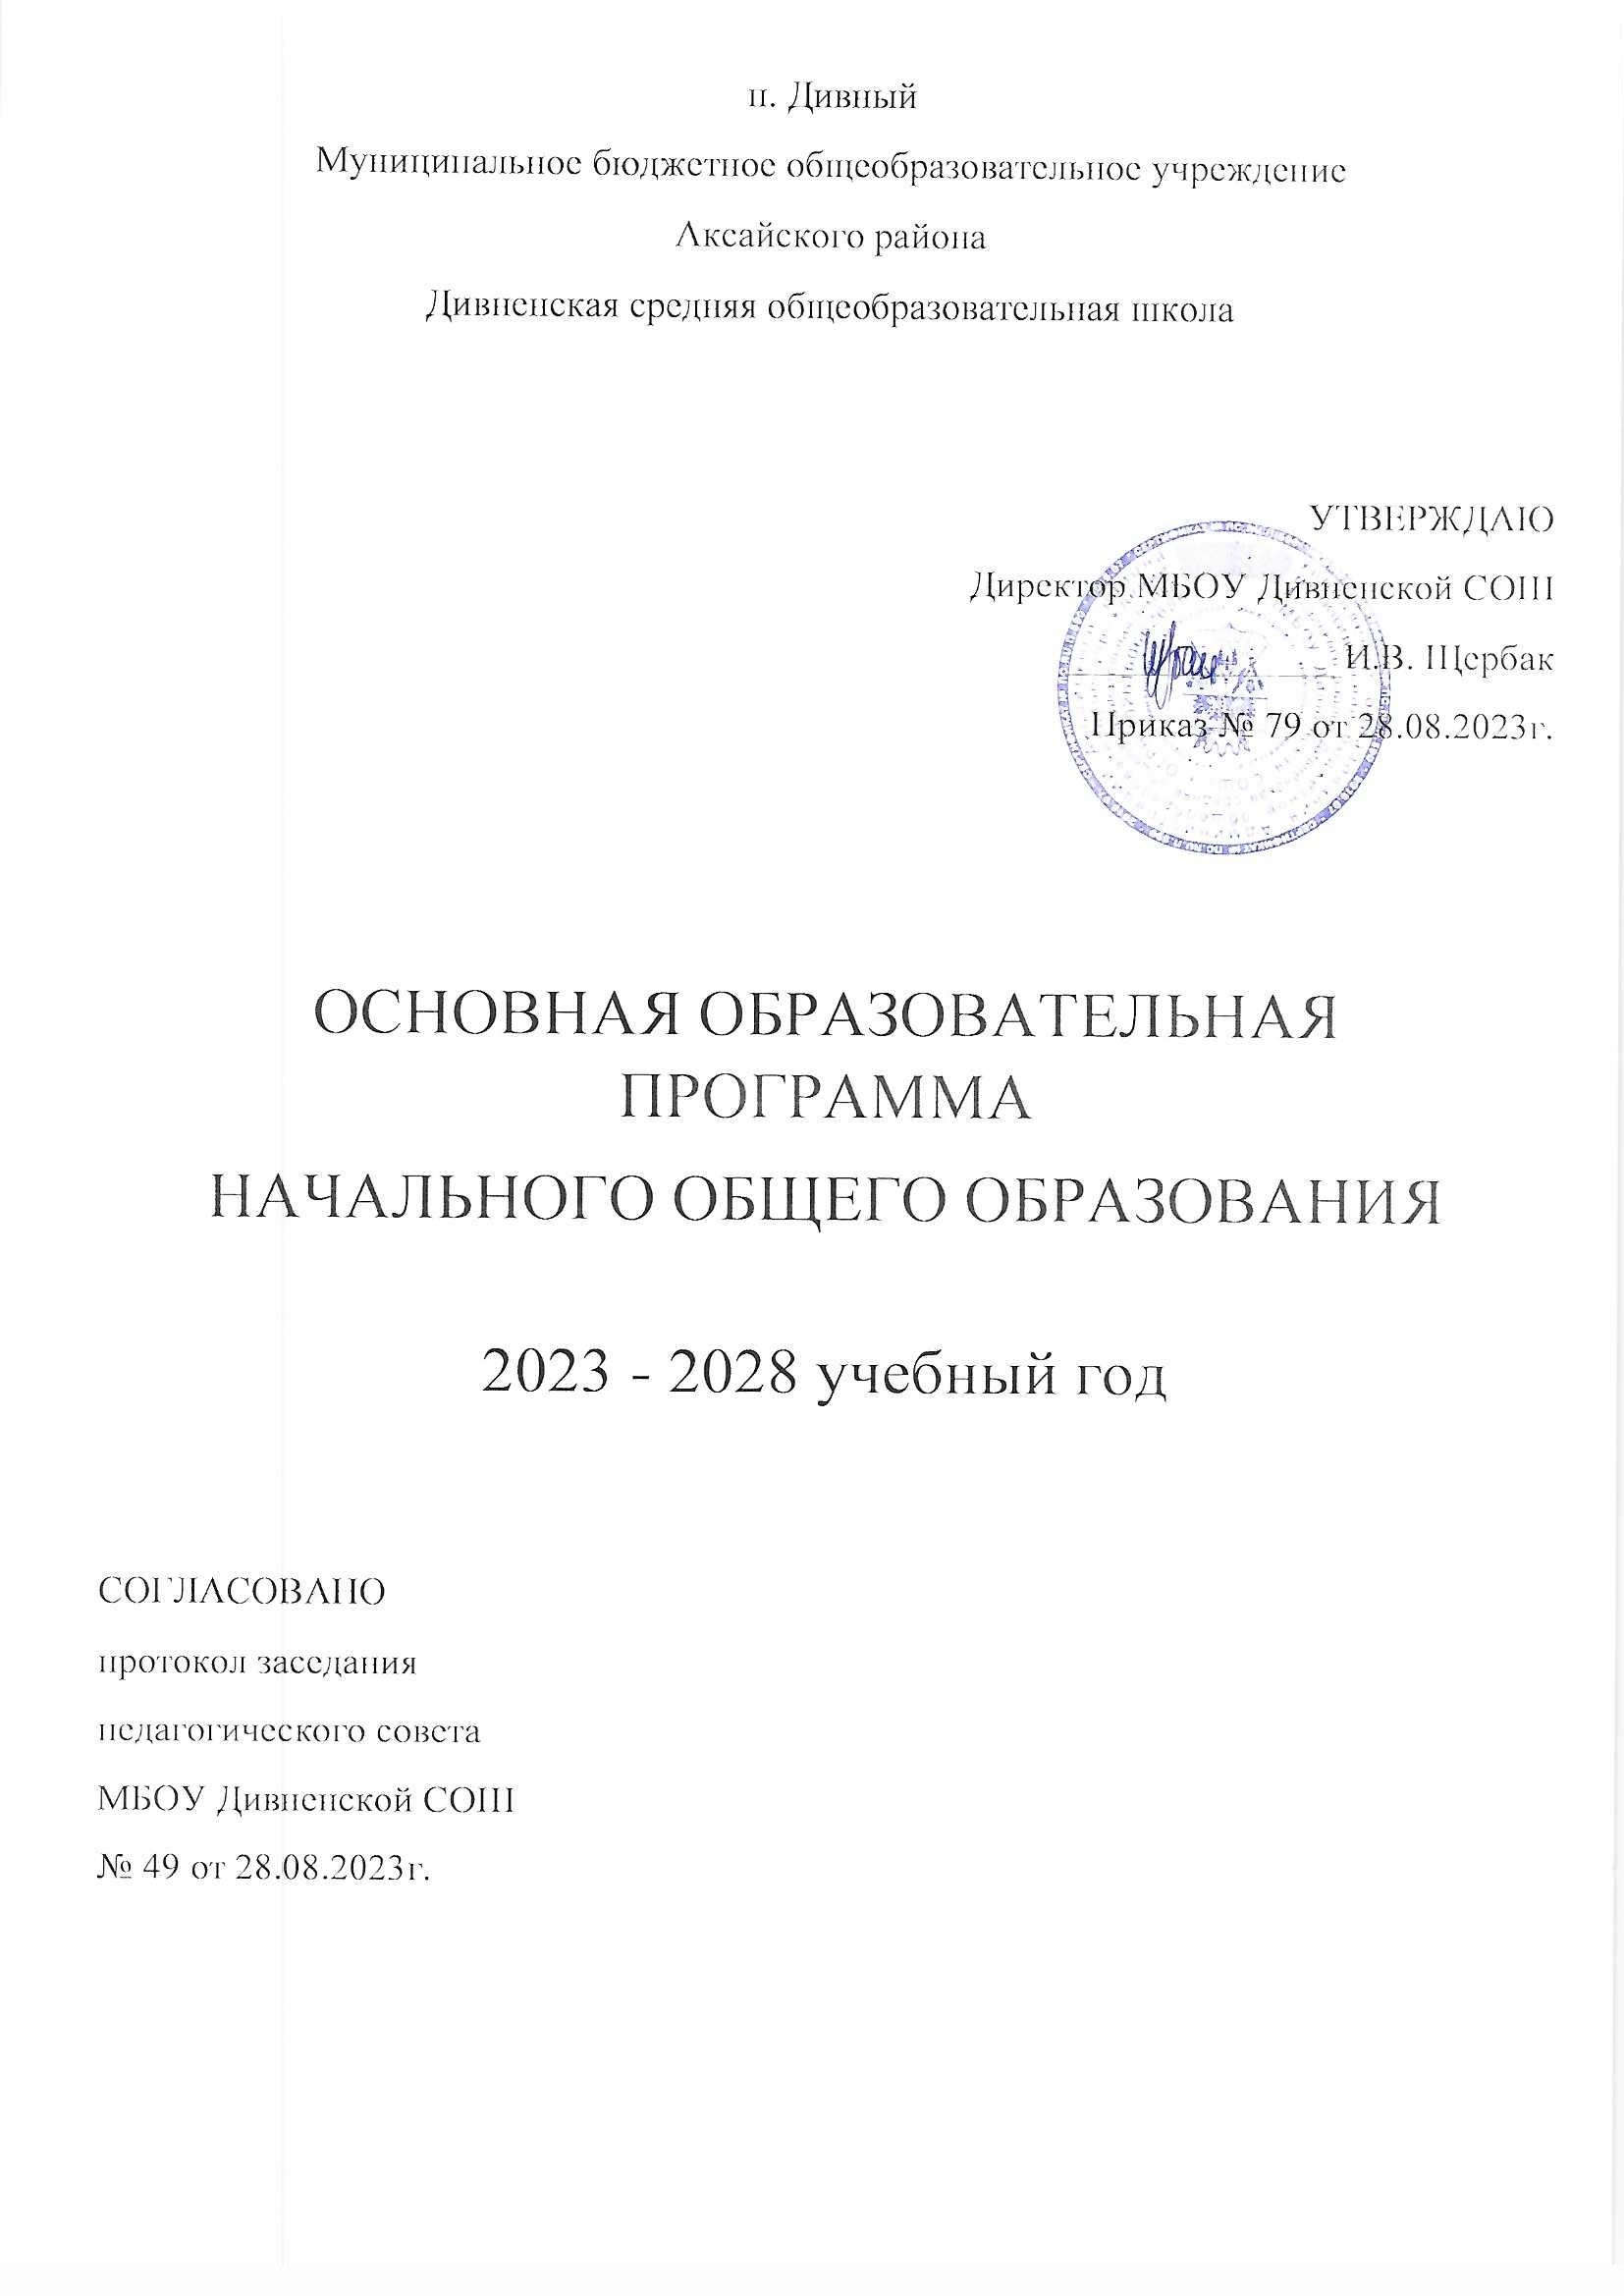 п. Дивный
Муниципальное бюджетное общеобразовательное учреждение
Аксайского района
Дивненская средняя общеобразовательная школа
УТВЕРЖДАЮ
Директор МБОУ Дивненской СОШ
И.В. Щербак
Приказ № 79 от 28.08.2023г.
ОСНОВНАЯ ОБРАЗОВАТЕЛЬНАЯ
ПРОГРАММА
НАЧАЛЬНОГО ОБЩЕГО ОБРАЗОВАНИЯ
2023 - 2028 учебный год
СОГЛАСОВАНО
протокол заседания
педагогического совета
МБОУ Дивненской СОШ
№ 49 от 28.08.2023г.